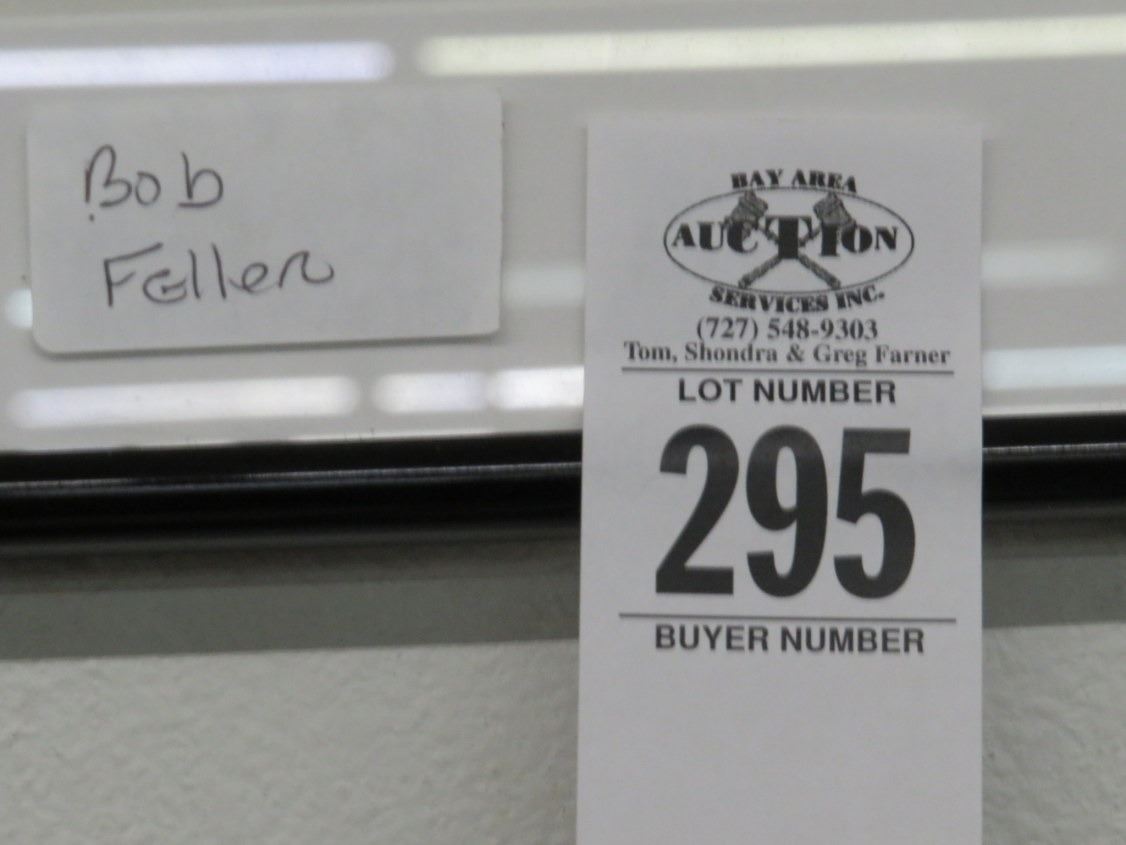 Bob
Feller
BAY AREA
AUCTION
SERVICES INC.
(727) 548-9303
Tom, Shondra & Greg Farner
LOT NUMBER
295
BUYER NUMBER